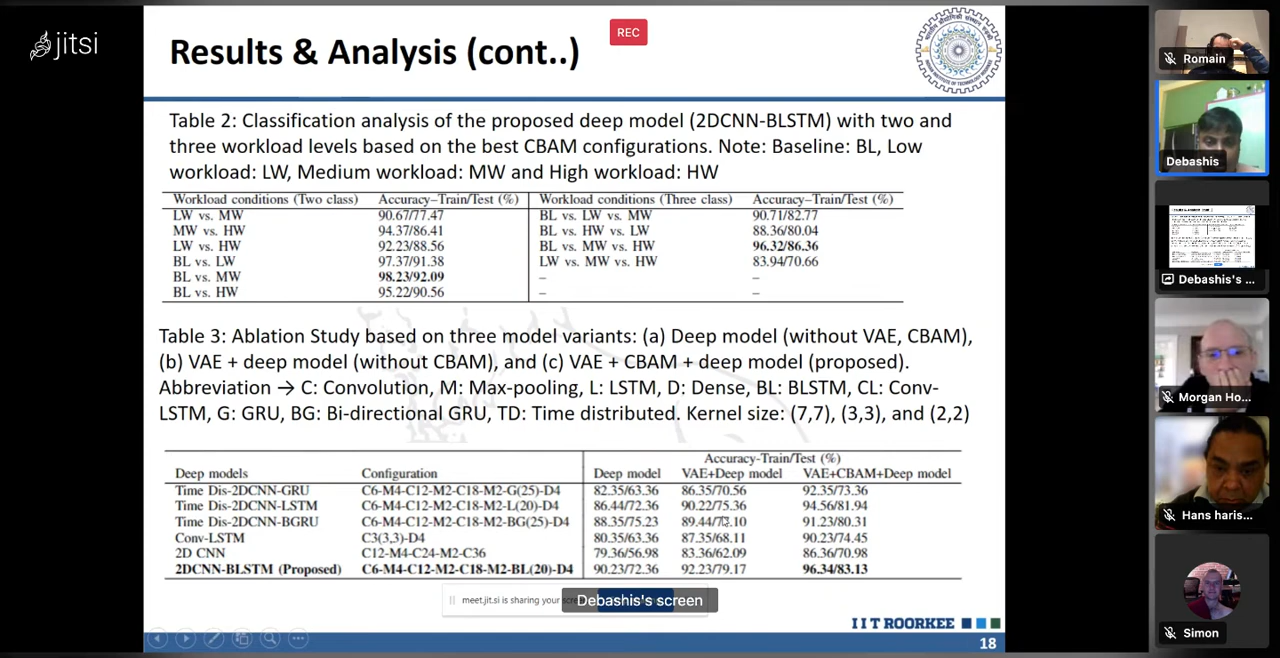 jitsi
REC
Results & Analysis (cont..)
Table 2: Classification analysis of the proposed deep model (2DCNN-BLSTM) with two and
three workload levels based on the best CBAM configurations. Note: Baseline: BL, Low
workload: LW, Medium workload: MW and High workload: HW
Workload conditions (Two class) Accuracy–Train/Test (%) Workload conditions (Three class) Accuracy–Train/Test (%)
LW vs. MW 90.67/77.47 BL vs. LW vs. MW 90.71/82.77
MW vs. HW 94.37/86.41 BL vs. HW vs. LW 88.36/80.04
LW vs. HW 92.23/88.56 BL vs. MW vs. HW 96.32/86.36
BL vs. LW 97.37/91.38 LW vs. MW vs. HW 83.94/70.66
BL vs. MW 98.23/92.09 – –
BL vs. HW 95.22/90.56 – –
Table 3: Ablation Study based on three model variants: (a) Deep model (without VAE, CBAM),
(b) VAE + deep model (without CBAM), and (c) VAE + CBAM + deep model (proposed).
Abbreviation → C: Convolution, M: Max-pooling, L: LSTM, D: Dense, BL: BLSTM, CL: Conv-
LSTM, G: GRU, BG: Bi-directional GRU, TD: Time distributed. Kernel size: (7,7), (3,3), and (2,2)
Accuracy-Train/Test (%)
Deep models Configuration Deep model VAE+Deep model VAE+CBAM+Deep model
Time Dis-2DCNN-GRU C6-M4-C12-M2-C18-M2-G(25)-D4 82.35/63.36 86.35/70.56 92.35/73.36
Time Dis-2DCNN-LSTM C6-M4-C12-M2-C18-M2-L(20)-D4 86.44/72.36 90.22/75.36 94.56/81.94
Time Dis-2DCNN-BGRU C6-M4-C12-M2-C18-M2-BG(25)-D4 88.35/75.23 91.23/80.31
Conv-LSTM C3(3,3)-D4 80.35/63.36 87.35/68.11 90.23/74.45
2D CNN C12-M4-C24-M2-C36 79.36/56.98 83.36/62.09 86.36/70.98
2DCNN-BLSTM (Proposed) C6-M4-C12-M2-C18-M2-BL(20)-D4 90.23/72.36 92.23/79.17 96.34/83.13
meet.jit.si is sharing your
Debashis's screen
I I T ROORKEE
18
Romain
Debashis
Debashis's ...
Morgan Ho...
Hans haris...
Simon